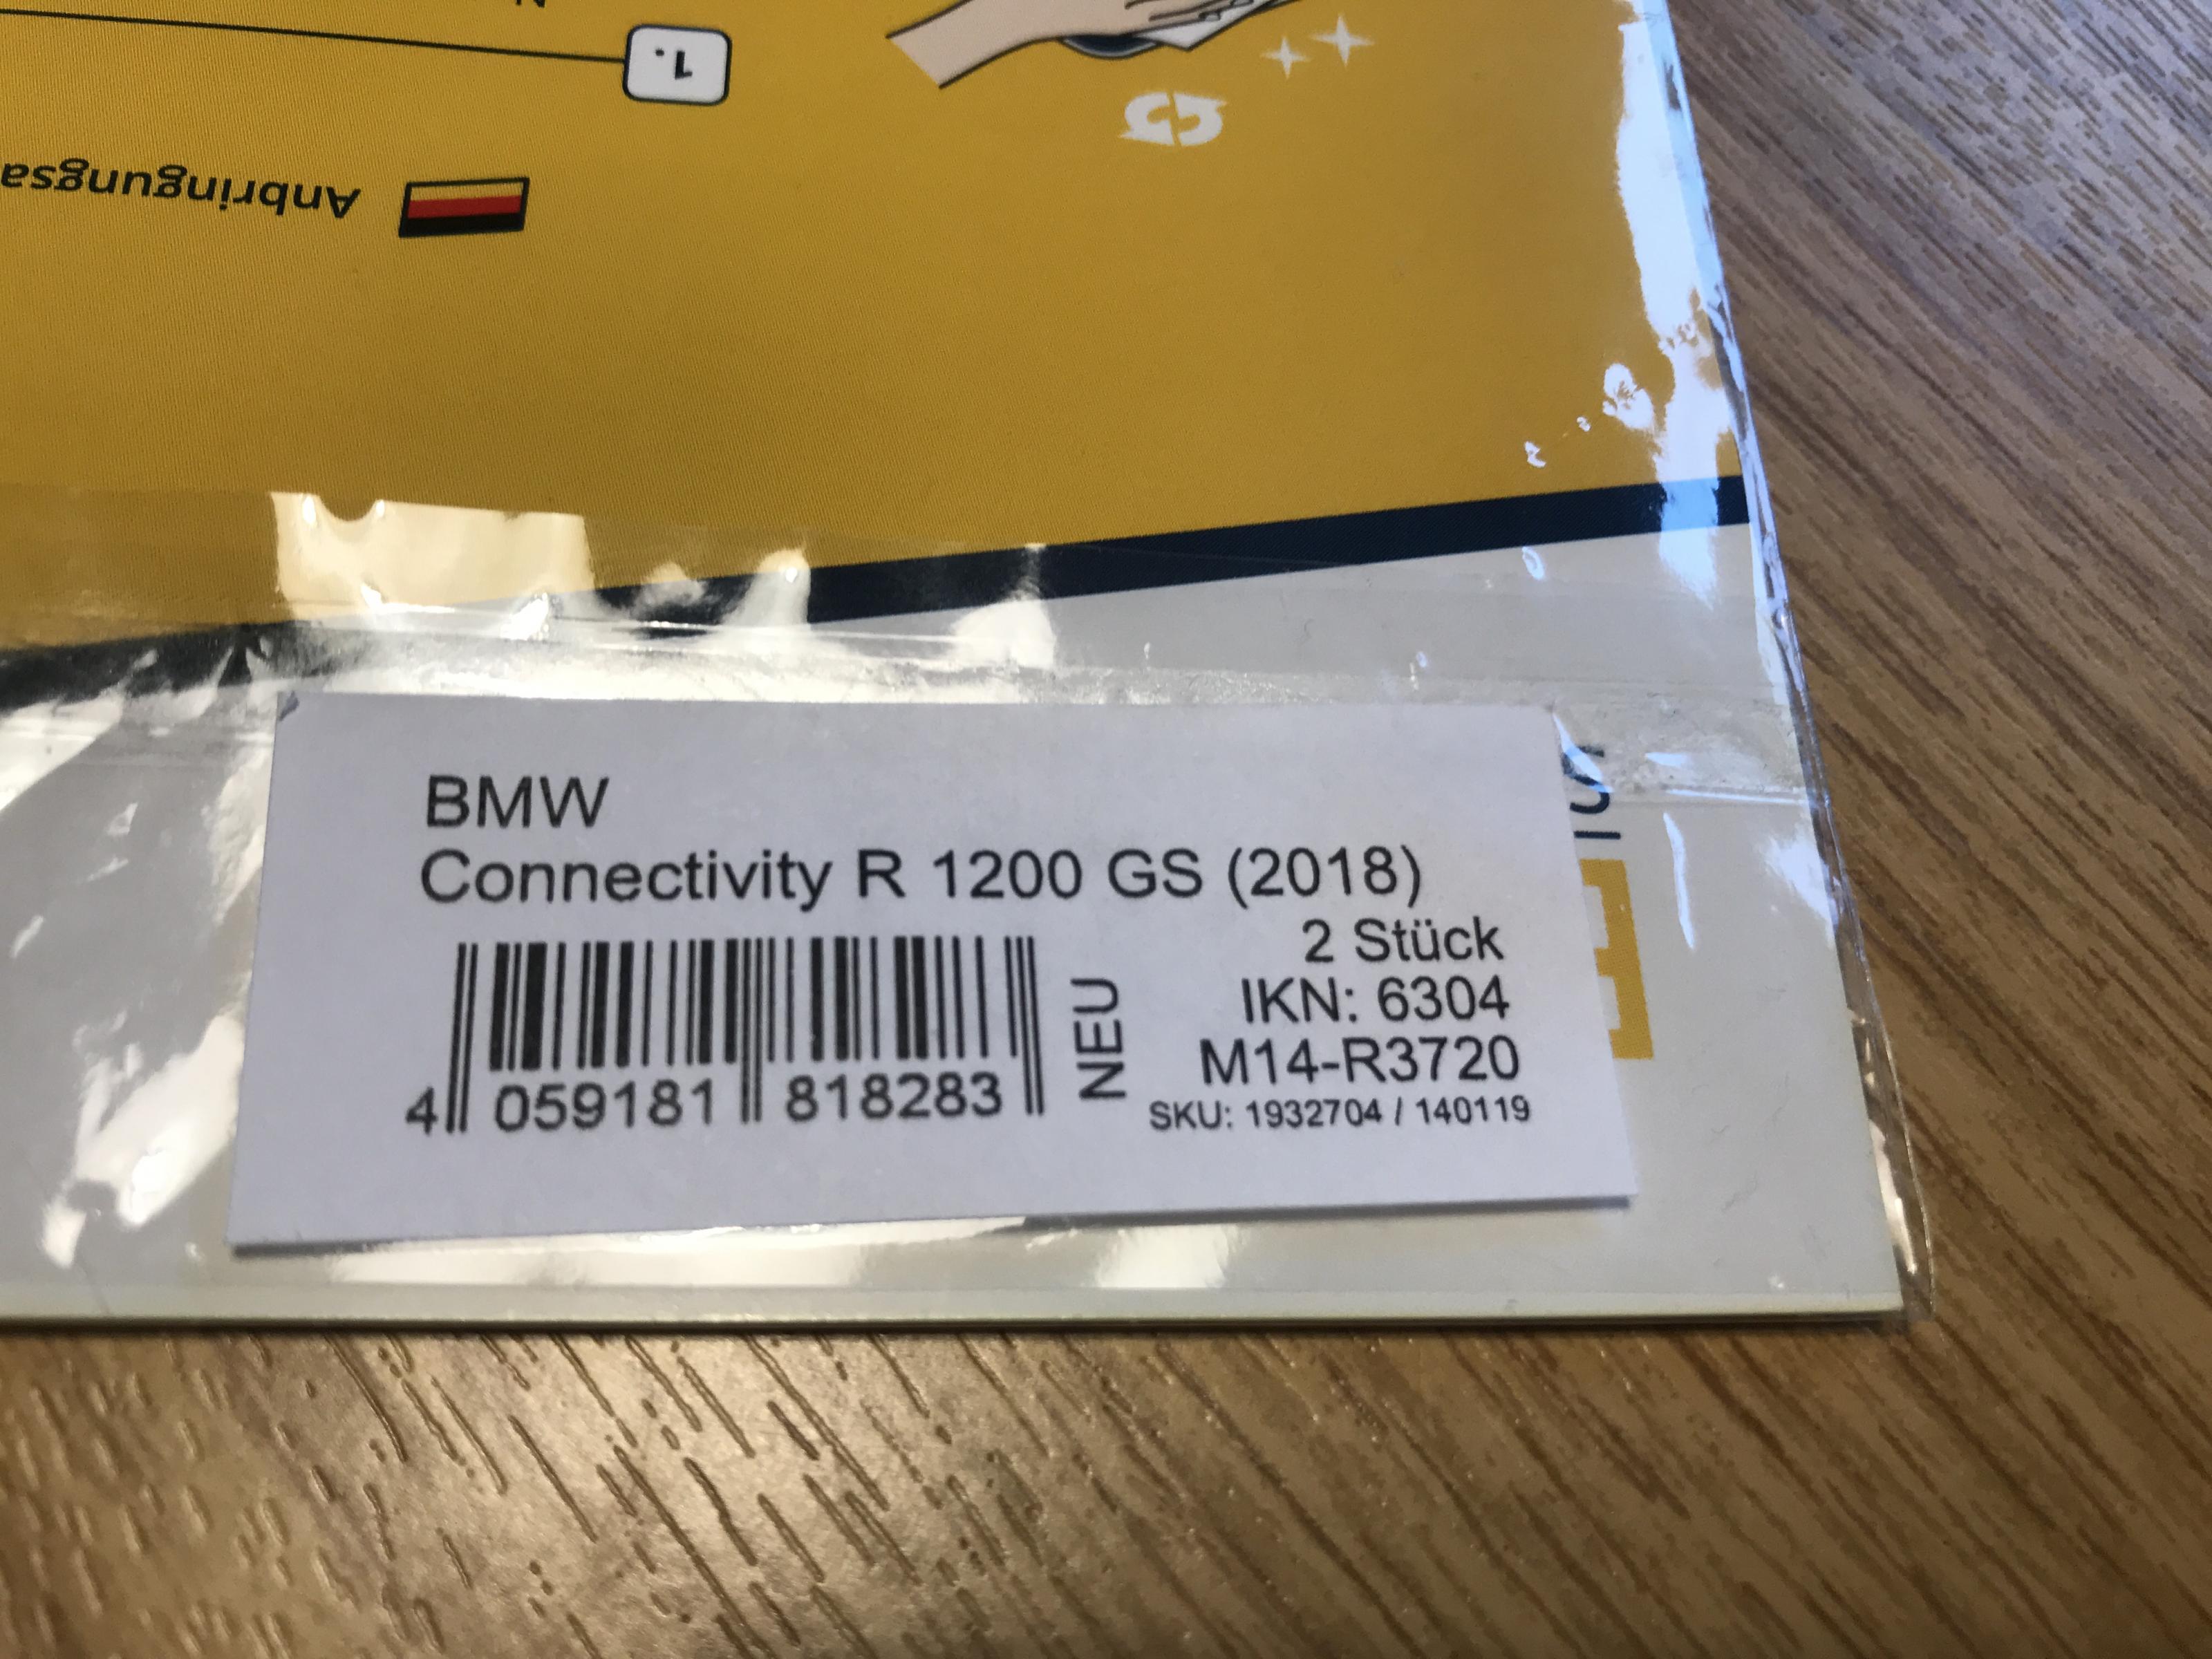 1.
BMW
Connectivity R 1200 GS (2018)
2 Stück
IKN: 6304
M14-R3720
SKU: 1932704 / 140119
NEU
4 059181 818283